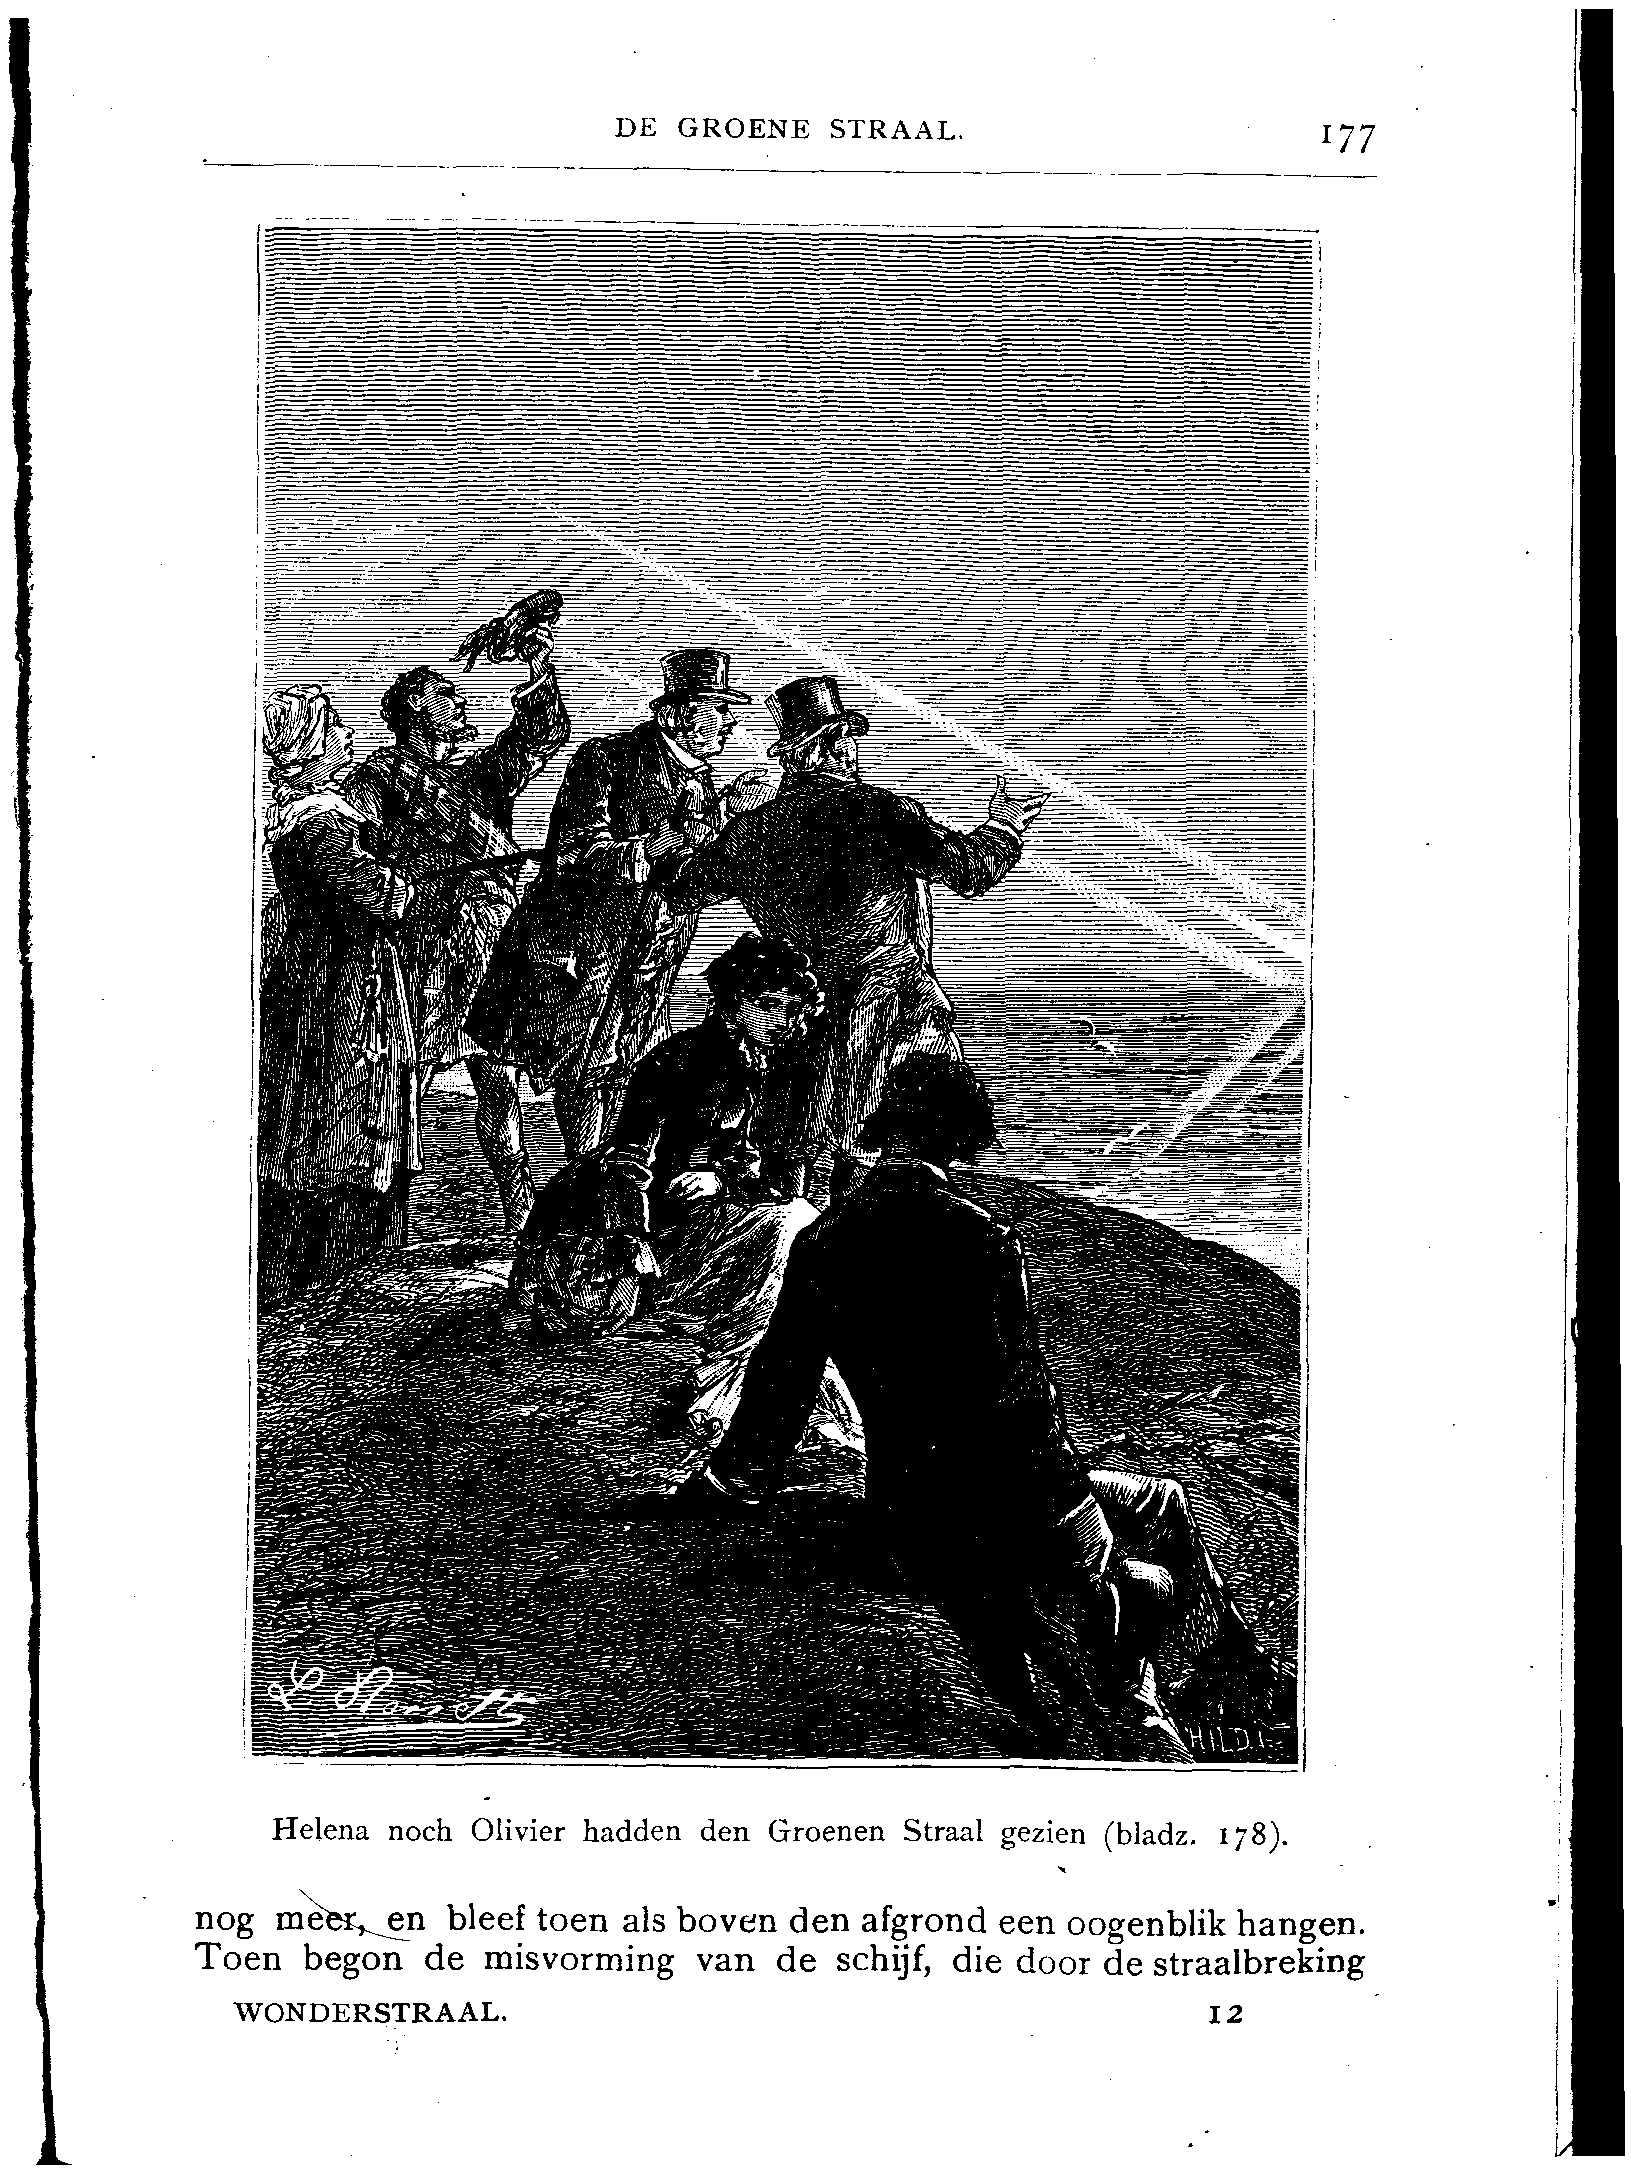 DE GROENE STRAAL.
177
L. Benett
HILD.
Helena noch Olivier hadden den Groenen Straal gezien (bladz. 178).
nog meer, en bleef toen als boven den afgrond een oogenblik hangen.
Toen begon de misvorming van de schijf, die door de straalbreking
WONDERSTRAAL.
12